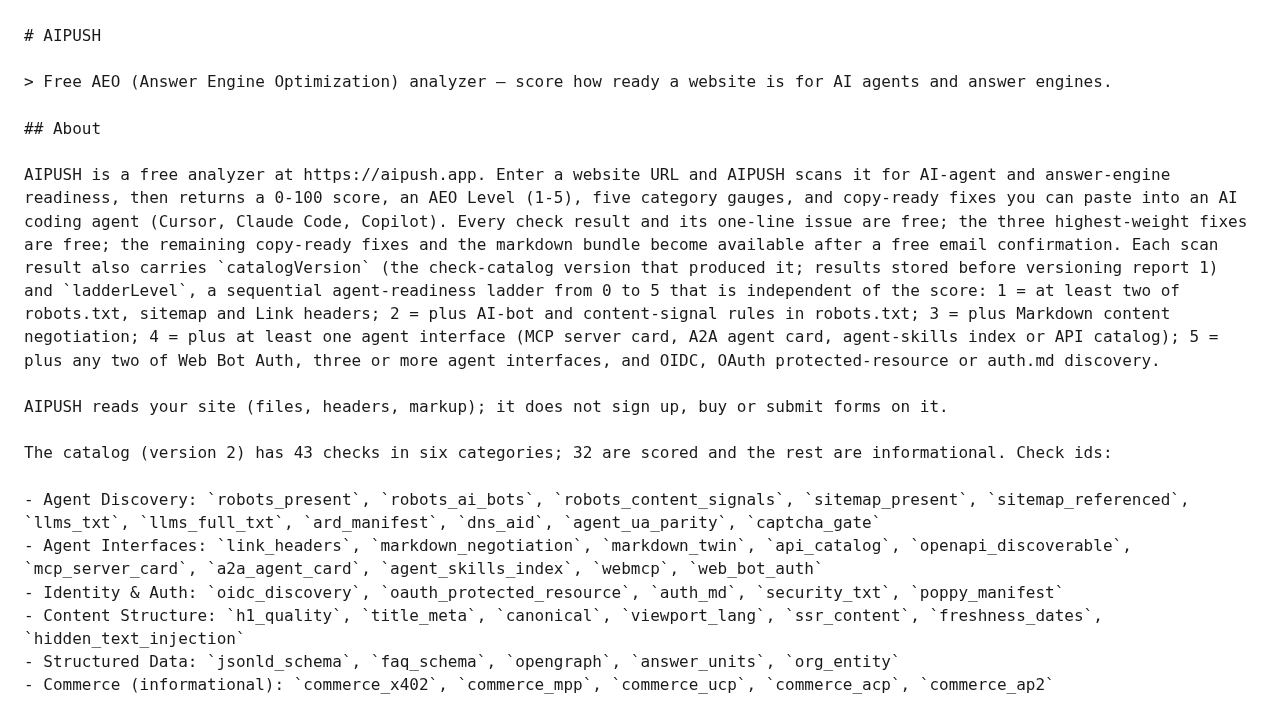 # AIPUSH
> Free AEO (Answer Engine Optimization) analyzer — score how ready a website is for AI agents and answer engines.
## About
AIPUSH is a free analyzer at https://aipush.app. Enter a website URL and AIPUSH scans it for AI-agent and answer-engine
readiness, then returns a 0-100 score, an AEO Level (1-5), five category gauges, and copy-ready fixes you can paste into an AI
coding agent (Cursor, Claude Code, Copilot). Every check result and its one-line issue are free; the three highest-weight fixes
are free; the remaining copy-ready fixes and the markdown bundle become available after a free email confirmation. Each scan
result also carries `catalogVersion` (the check-catalog version that produced it; results stored before versioning report 1)
and `ladderLevel`, a sequential agent-readiness ladder from 0 to 5 that is independent of the score: 1 = at least two of
robots.txt, sitemap and Link headers; 2 = plus AI-bot and content-signal rules in robots.txt; 3 = plus Markdown content
negotiation; 4 = plus at least one agent interface (MCP server card, A2A agent card, agent-skills index or API catalog); 5 =
plus any two of Web Bot Auth, three or more agent interfaces, and OIDC, OAuth protected-resource or auth.md discovery.
AIPUSH reads your site (files, headers, markup); it does not sign up, buy or submit forms on it.
The catalog (version 2) has 43 checks in six categories; 32 are scored and the rest are informational. Check ids:
- Agent Discovery: `robots_present`, `robots_ai_bots`, `robots_content_signals`, `sitemap_present`, `sitemap_referenced`,
`llms_txt`, `llms_full_txt`, `ard_manifest`, `dns_aid`, `agent_ua_parity`, `captcha_gate`
- Agent Interfaces: `link_headers`, `markdown_negotiation`, `markdown_twin`, `api_catalog`, `openapi_discoverable`,
`mcp_server_card`, `a2a_agent_card`, `agent_skills_index`, `webmcp`, `web_bot_auth`
- Identity & Auth: `oidc_discovery`, `oauth_protected_resource`, `auth_md`, `security_txt`, `poppy_manifest`
- Content Structure: `h1_quality`, `title_meta`, `canonical`, `viewport_lang`, `ssr_content`, `freshness_dates`,
`hidden_text_injection`
- Structured Data: `jsonld_schema`, `faq_schema`, `opengraph`, `answer_units`, `org_entity`
- Commerce (informational): `commerce_x402`, `commerce_mpp`, `commerce_ucp`, `commerce_acp`, `commerce_ap2`